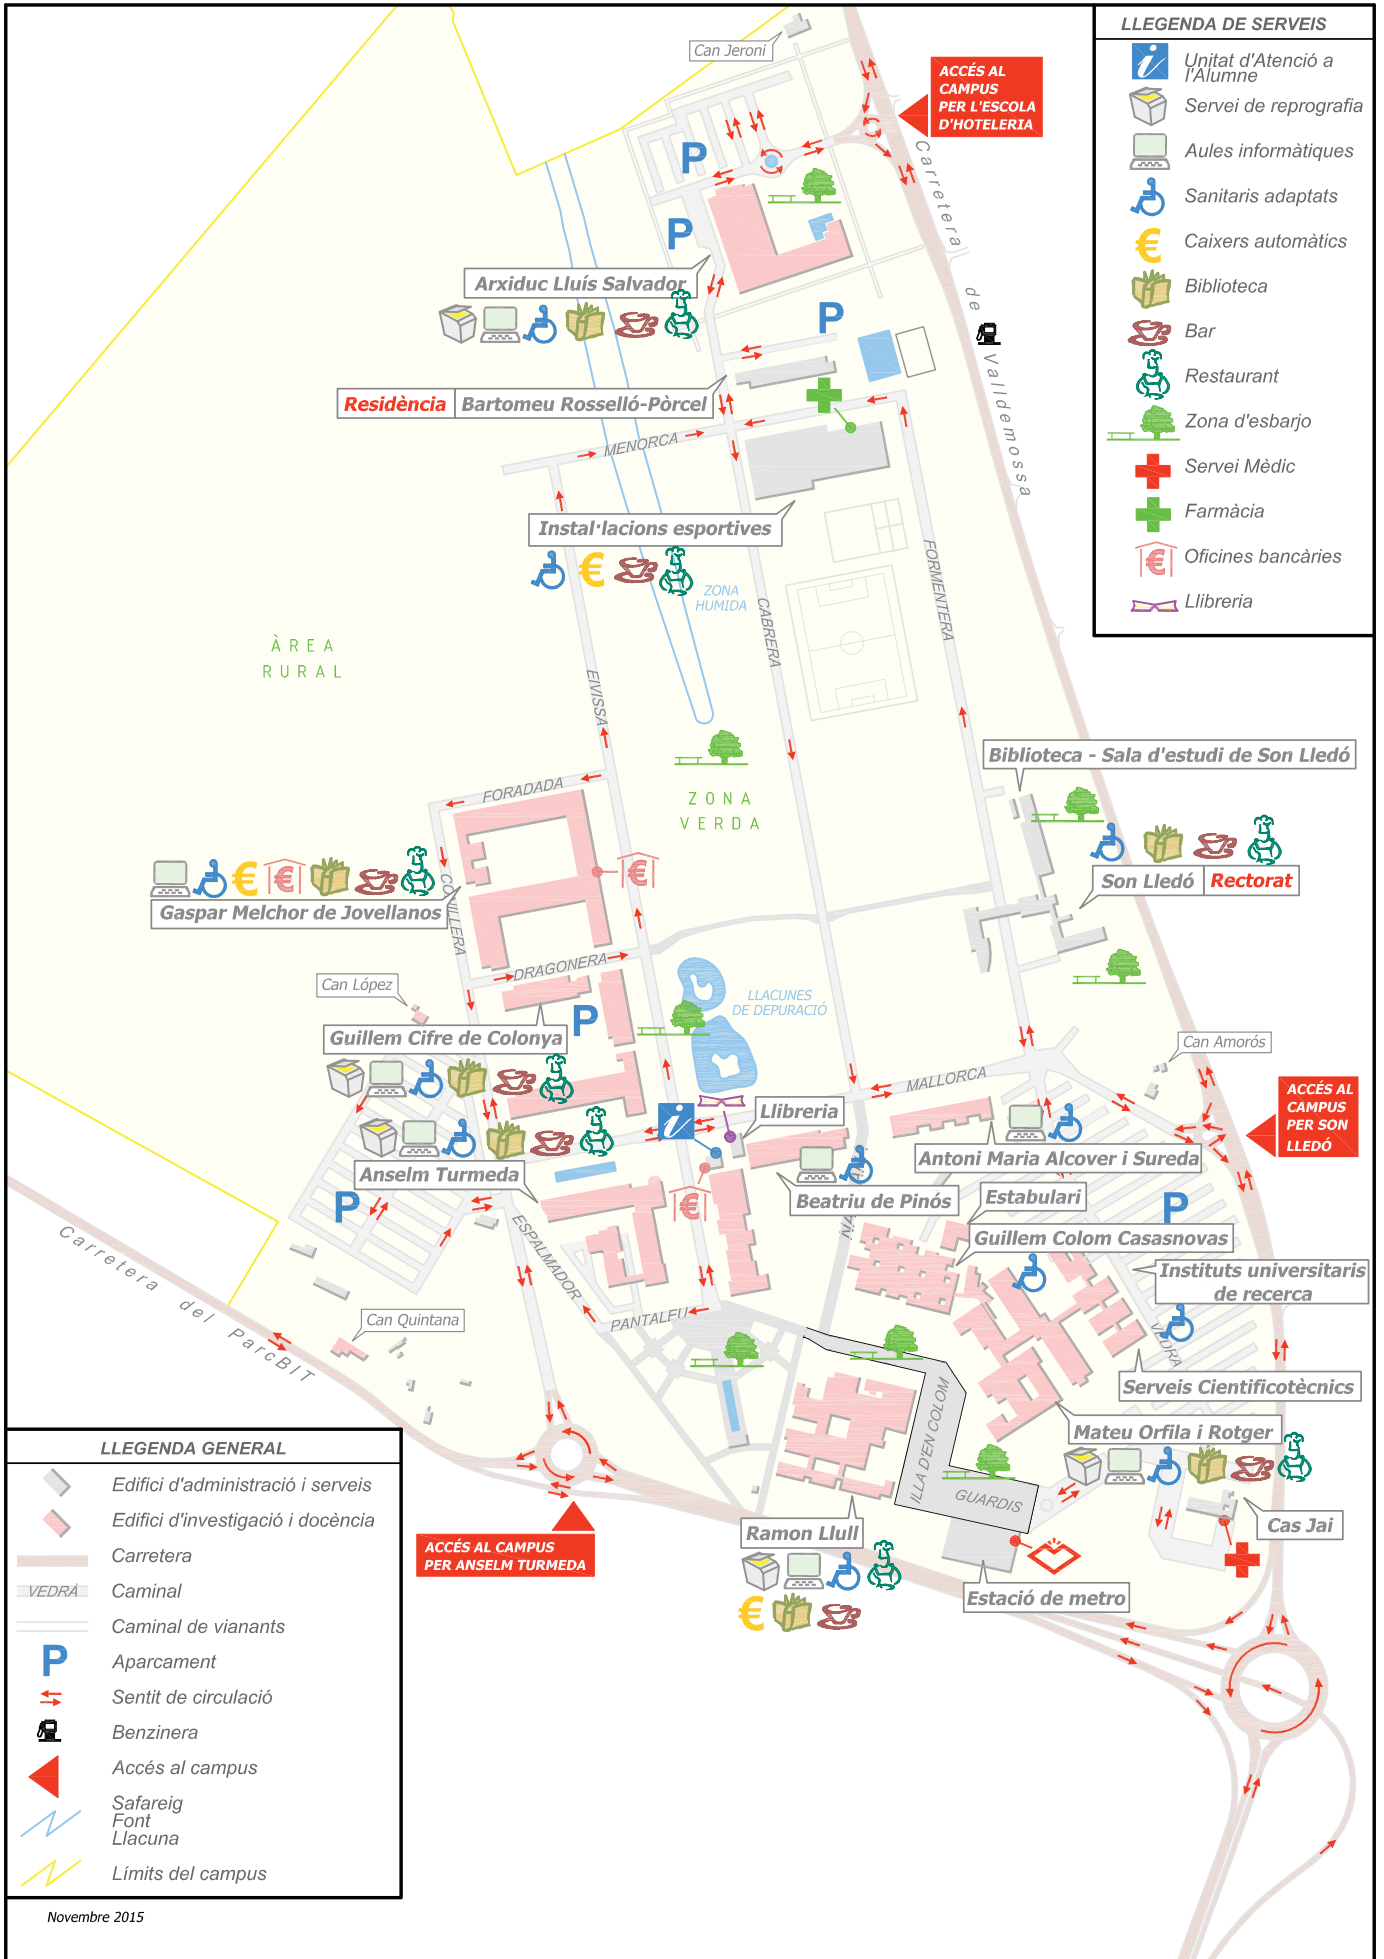 Can Jeroni
ACCÉS AL
CAMPUS
PER L'ESCOLA
D'HOTELERIA
LLEGENDA DE SERVEIS
Unitat d'Atenció a
l'Alumne
Servei de reprografia
Aules informàtiques
Sanitaris adaptats
Caixers automàtics
Biblioteca
Bar
Restaurant
Zona d'esbarjo
Servei Mèdic
Farmàcia
Oficines bancàries
Llibreria
Carretera de Valldemossa
P
P
Arxiduc Lluís Salvador
P
Residència
Bartomeu Rosselló-Pòrcel
MENORCA
Instal·lacions esportives
ZONA
HUMIDA
CABRERA
FORMENTERA
EIVISSA
ÀREA
RURAL
ZONA
VERDA
Biblioteca - Sala d'estudi de Son Lledó
Son Lledó
Rectorat
FORADADA
CONILLERA
Gaspar Melchor de Jovellanos
DRAGONERA
Can López
Guillem Cifre de Colonya
P
LLACUNES
DE DEPURACIÓ
MALLORCA
Can Amorós
ACCÉS AL
CAMPUS
PER SON
LLEDÓ
Llibreria
Anselm Turmeda
Antoni Maria Alcover i Sureda
Beatriu de Pinós
Estabulari
Guillem Colom Casasnovas
P
P
Instituts universitaris
de recerca
VEDRÀ
ESPALMADOR
PANTALEU
Carretera del ParcBIT
Can Quintana
Serveis Cientificotècnics
Mateu Orfila i Rotger
ILLA D'EN COLOM
GUARDIS
Cas Jai
Ramon Llull
Estació de metro
ACCÉS AL CAMPUS
PER ANSELM TURMEDA
LLEGENDA GENERAL
Edifici d'administració i serveis
Edifici d'investigació i docència
Carretera
VEDRÀ
Caminal
Caminal de vianants
P
Aparcament
Sentit de circulació
Benzinera
Accés al campus
Safareig
Font
Llacuna
Límits del campus
Novembre 2015